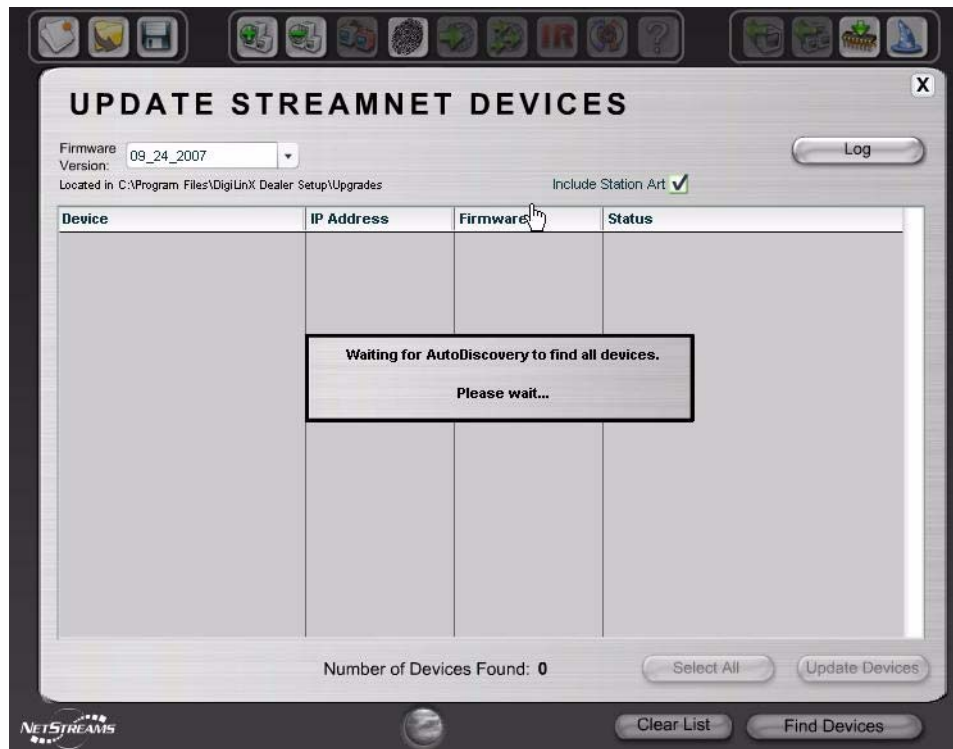 IR
?
X
UPDATE STREAMNET DEVICES
Firmware Version: 09_24_2007
Log
Located in C:\Program Files\DigiLinX Dealer Setup\Upgrades
Include Station Art
Device IP Address Firmware Status
Waiting for AutoDiscovery to find all devices.
Please wait...
Number of Devices Found: 0
Select All
Update Devices
NETSTREAMS
Clear List
Find Devices